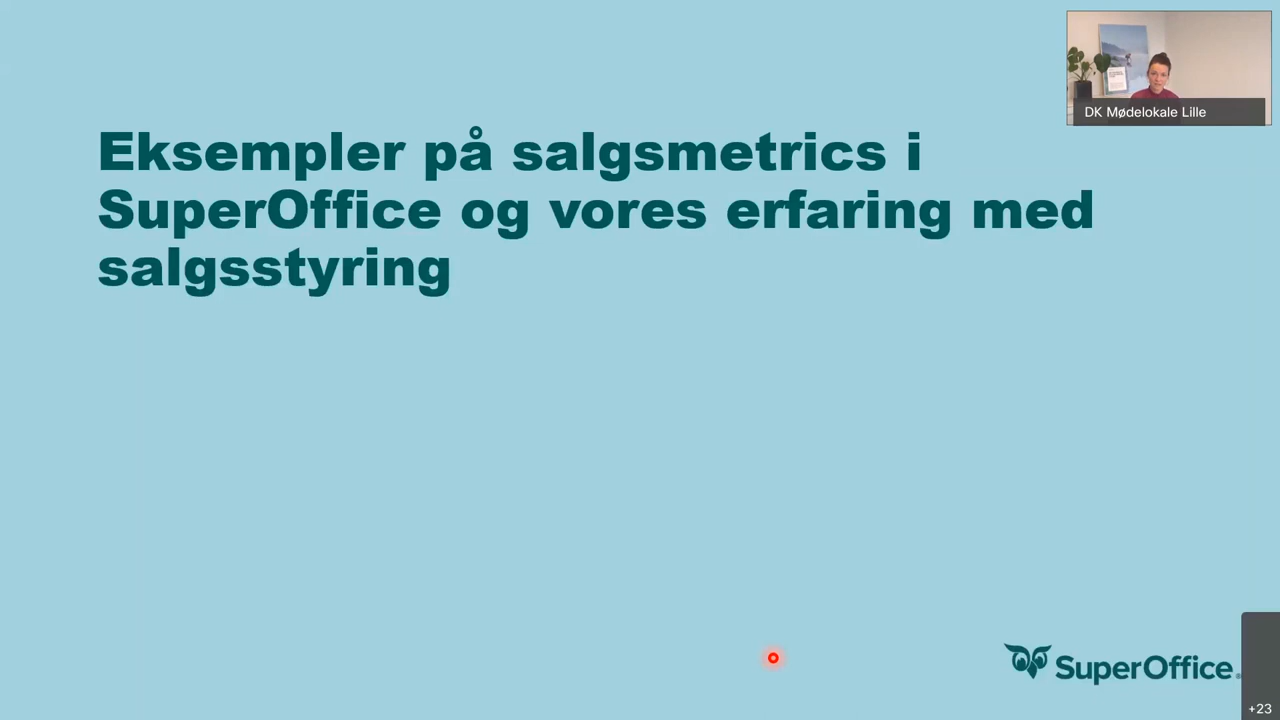 DK Mødelokale Lille
Eksempler på salgsmetrics i
SuperOffice og vores erfaring med
salgsstyring
SuperOffice.
+23